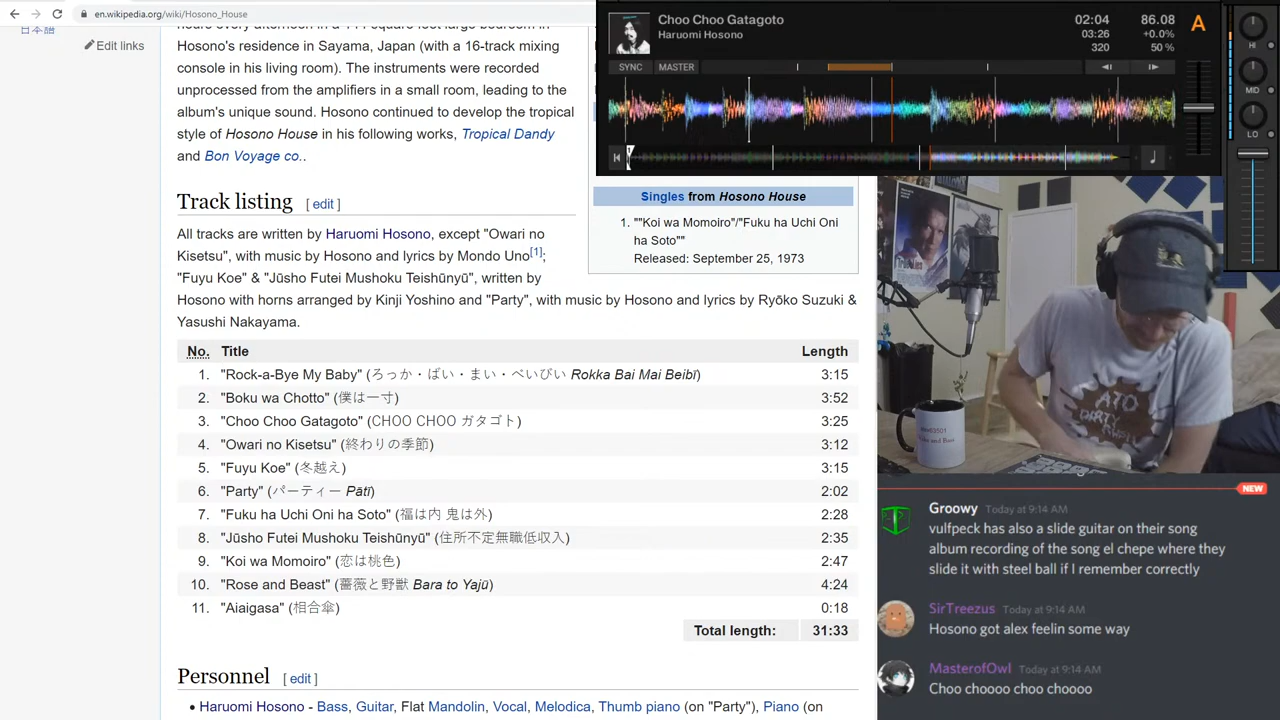 en.wikipedia.org/wiki/Hosono_House
日本語
Edit links
Hosono's residence in Sayama, Japan (with a 16-track mixing
console in his living room). The instruments were recorded
unprocessed from the amplifiers in a small room, leading to the
album's unique sound. Hosono continued to develop the tropical
style of Hosono House in his following works, Tropical Dandy
and Bon Voyage co..
Track listing [ edit ]
All tracks are written by Haruomi Hosono, except "Owari no
Kisetsu", with music by Hosono and lyrics by Mondo Uno[1];
"Fuyu Koe" & "Jūsho Futei Mushoku Teishūnyū", written by
Hosono with horns arranged by Kinji Yoshino and "Party", with music by Hosono and lyrics by Ryōko Suzuki &
Yasushi Nakayama.
No. Title Length
1. "Rock-a-Bye My Baby" (ろっか・ばい・まい・べいびい Rokka Bai Mai Beibī) 3:15
2. "Boku wa Chotto" (僕は一寸) 3:52
3. "Choo Choo Gatagoto" (CHOO CHOO ガタゴト) 3:25
4. "Owari no Kisetsu" (終わりの季節) 3:12
5. "Fuyu Koe" (冬越え) 3:15
6. "Party" (パーティー Pātī) 2:02
7. "Fuku ha Uchi Oni ha Soto" (福は内 鬼は外) 2:28
8. "Jūsho Futei Mushoku Teishūnyū" (住所不定無職低収入) 2:35
9. "Koi wa Momoiro" (恋は桃色) 2:47
10. "Rose and Beast" (薔薇と野獣 Bara to Yajū) 4:24
11. "Aiaigasa" (相合傘) 0:18
Total length: 31:33
Personnel [ edit ]
• Haruomi Hosono - Bass, Guitar, Flat Mandolin, Vocal, Melodica, Thumb piano (on "Party"), Piano (on
Singles from Hosono House
1. ""Koi wa Momoiro"/"Fuku ha Uchi Oni
ha Soto""
Released: September 25, 1973
Choo Choo Gatagoto 02:04 86.08
Haruomi Hosono 03:26 +0.0%
320 50 %
A
SYNC MASTER
HI
MID
LO
ATO
NEW
Groowy Today at 9:14 AM
vulfpeck has also a slide guitar on their song
album recording of the song el chepe where they
slide it with steel ball if I remember correctly
SirTreezus Today at 9:14 AM
Hosono got alex feelin some way
MasterofOwl Today at 9:14 AM
Choo choooo choo choooo